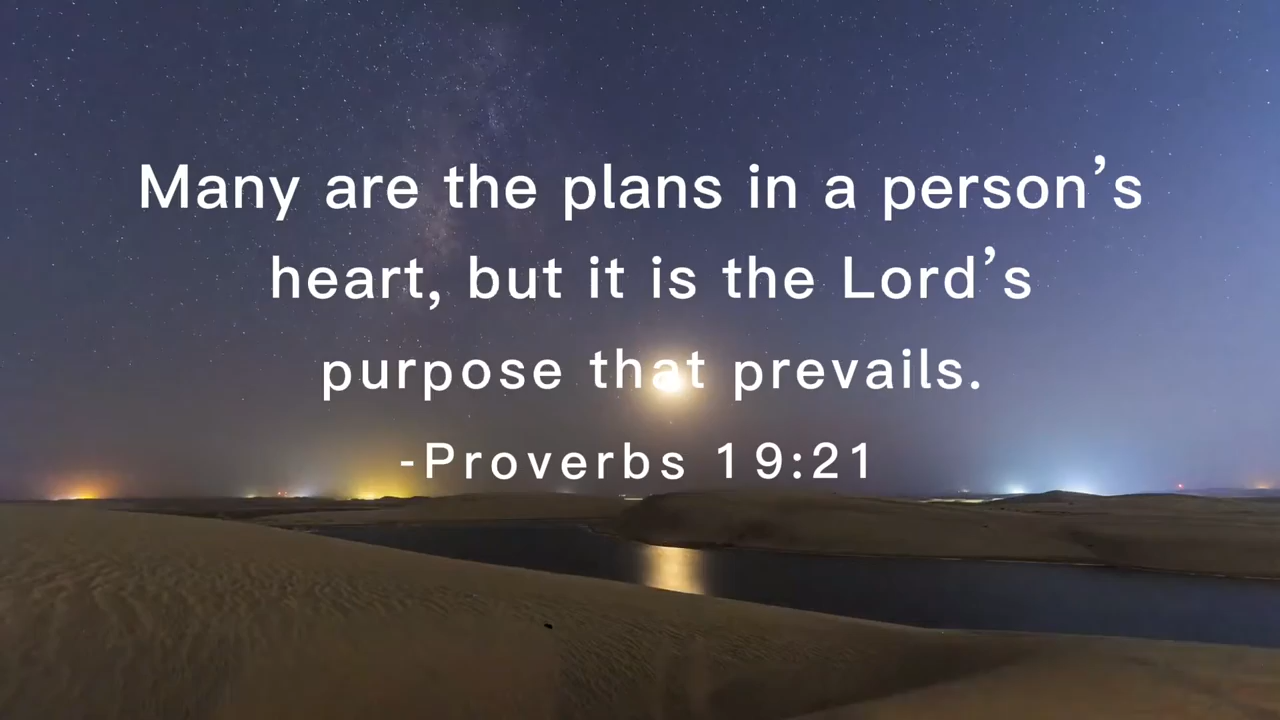 Many are the plans in a person’s
heart, but it is the Lord’s
purpose that prevails.
-Proverbs 19:21